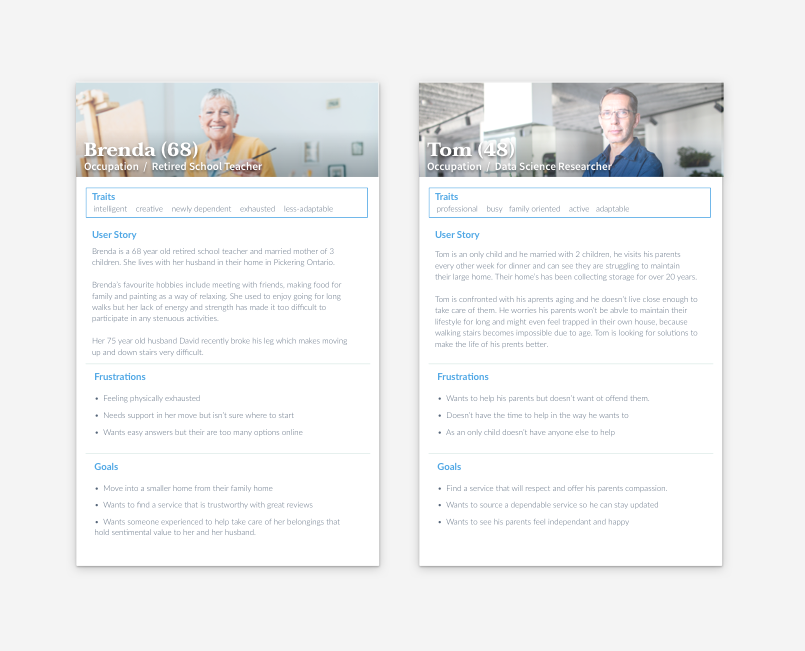 Brenda (68)
Occupation / Retired School Teacher
Traits
intelligent creative newly dependent exhausted less-adaptable
User Story
Brenda is a 68 year old retired school teacher and married mother of 3
children. She lives with her husband in their home in Pickering Ontario.
Brenda's favourite hobbies include meeting with friends, making food for
family and painting as a way of relaxing. She used to enjoy going for long
walks but her lack of energy and strength has made it too difficult to
participate in any stenuous activities.
Her 75 year old husband David recently broke his leg which makes moving
up and down stairs very difficult.
Frustrations
• Feeling physically exhausted
• Needs support in her move but isn't sure where to start
• Wants easy answers but their are too many options online
Goals
• Move into a smaller home from their family home
• Wants to find a service that is trustworthy with great reviews
• Wants someone experienced to help take care of her belongings that
hold sentimental value to her and her husband.
Tom (48)
Occupation / Data Science Researcher
Traits
professional busy family oriented active adaptable
User Story
Tom is an only child and he married with 2 children, he visits his parents
every other week for dinner and can see they are struggling to maintain
their large home. Their home's has been collecting storage for over 20 years.
Tom is confronted with his aprents aging and he doesn't live close enough to
take care of them. He worries his parents won't be abvle to maintain their
lifestyle for long and might even feel trapped in their own house, because
walking stairs becomes impossible due to age. Tom is looking for solutions to
make the life of his prents better.
Frustrations
• Wants to help his parents but doesn't want ot offend them.
• Doesn't have the time to help in the way he wants to
• As an only child doesn't have anyone else to help
Goals
• Find a service that will respect and offer his parents compassion.
• Wants to source a dependable service so he can stay updated
• Wants to see his parents feel independant and happy